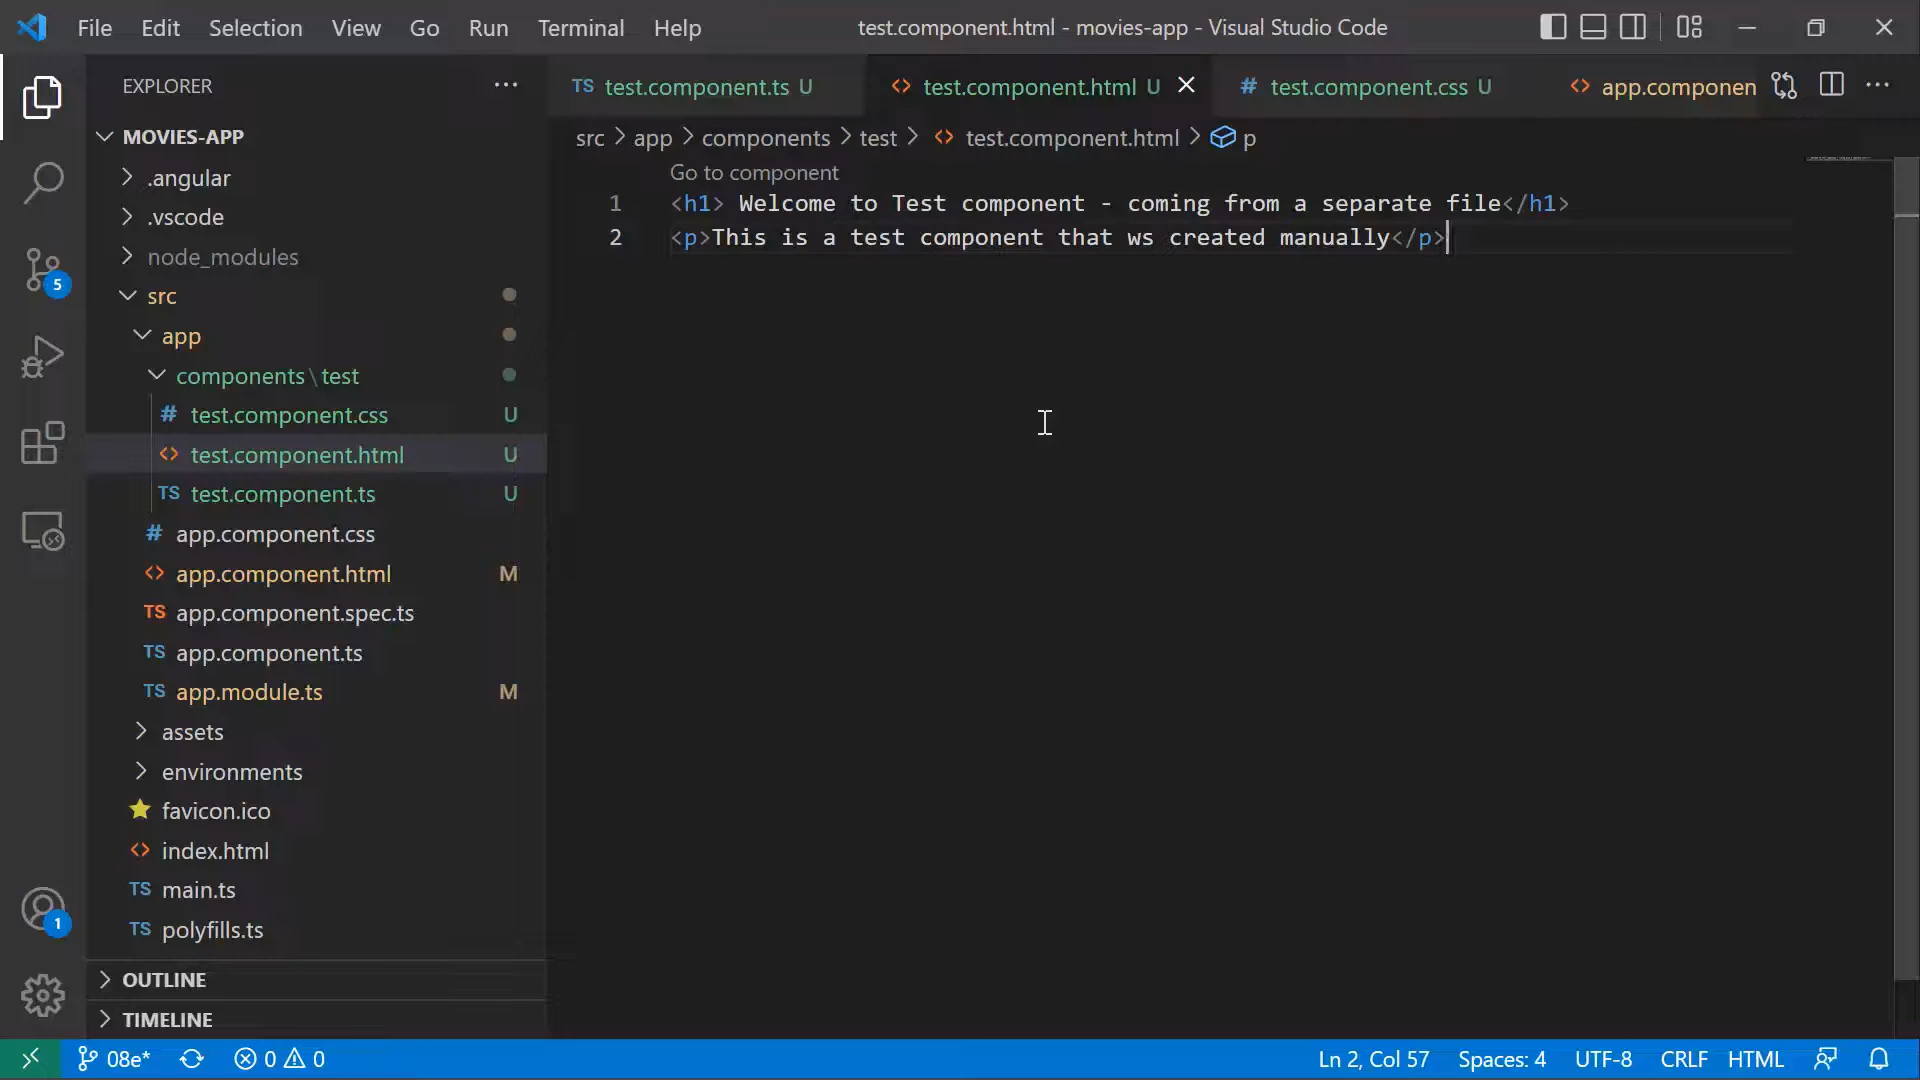 File Edit Selection View Go Run Terminal Help test.component.html - movies-app - Visual Studio Code
EXPLORER
MOVIES-APP
.angular
.vscode
node_modules
src
app
components\test
# test.component.css U
<> test.component.html U
TS test.component.ts U
# app.component.css
<> app.component.html M
TS app.component.spec.ts
TS app.component.ts
TS app.module.ts M
assets
environments
favicon.ico
<> index.html
TS main.ts
TS polyfills.ts
OUTLINE
TIMELINE
5
1
TS test.component.ts U <> test.component.html U # test.component.css U <> app.componen
src > app > components > test > <> test.component.html > p
Go to component
1 <h1> Welcome to Test component - coming from a separate file</h1>
2 <p>This is a test component that ws created manually</p>
08e* 0 0 Ln 2, Col 57 Spaces: 4 UTF-8 CRLF HTML